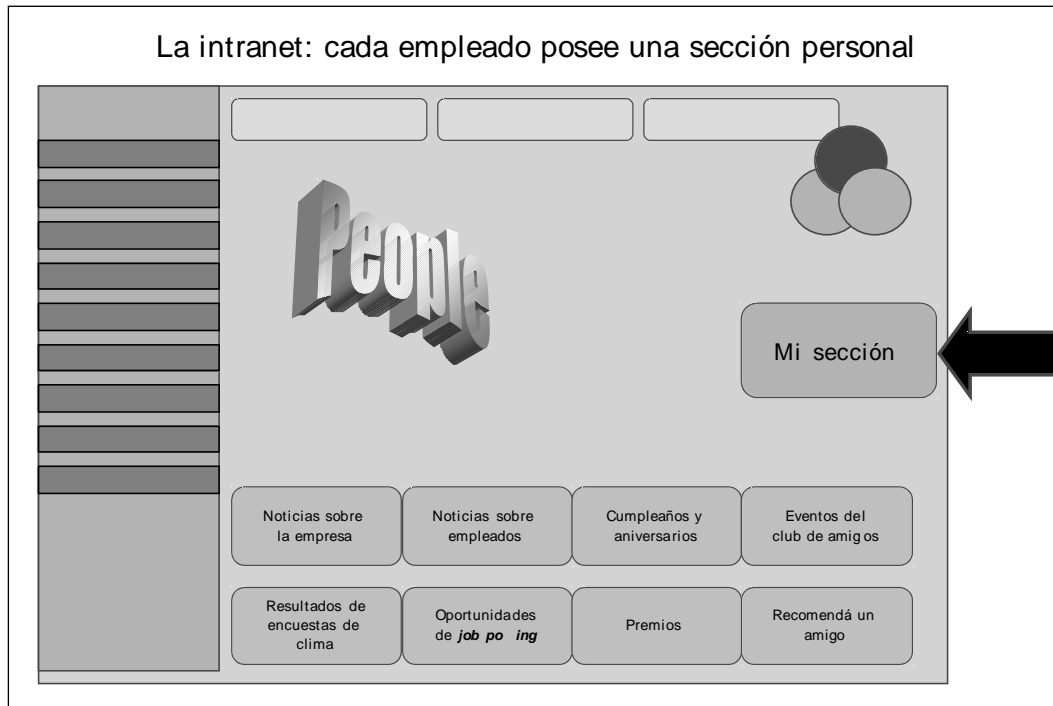 La intranet: cada empleado posee una sección personal
People
Mi sección
Noticias sobre
la empresa
Noticias sobre
empleados
Cumpleaños y
aniversarios
Eventos del
club de amigos
Resultados de
encuestas de
clima
Oportunidades
de job po ing
Premios
Recomendá un
amigo